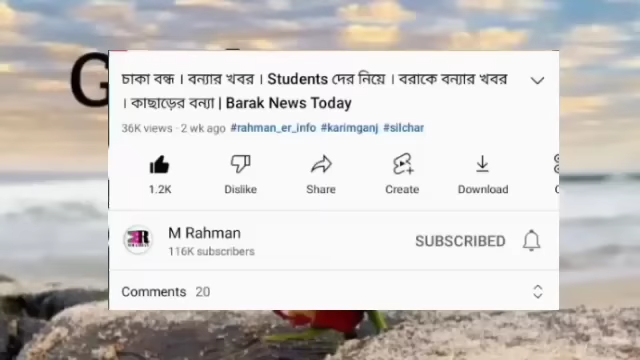 G
চাকা বন্ধ । বন্যার খবর । Students দের নিয়ে । বরাকে বন্যার খবর
। কাছাড়ের বন্যা | Barak News Today
36K views · 2 wk ago #rahman_er_info #karimganj #silchar
1.2K Dislike Share Create Download
M Rahman
116K subscribers
SUBSCRIBED
Comments 20